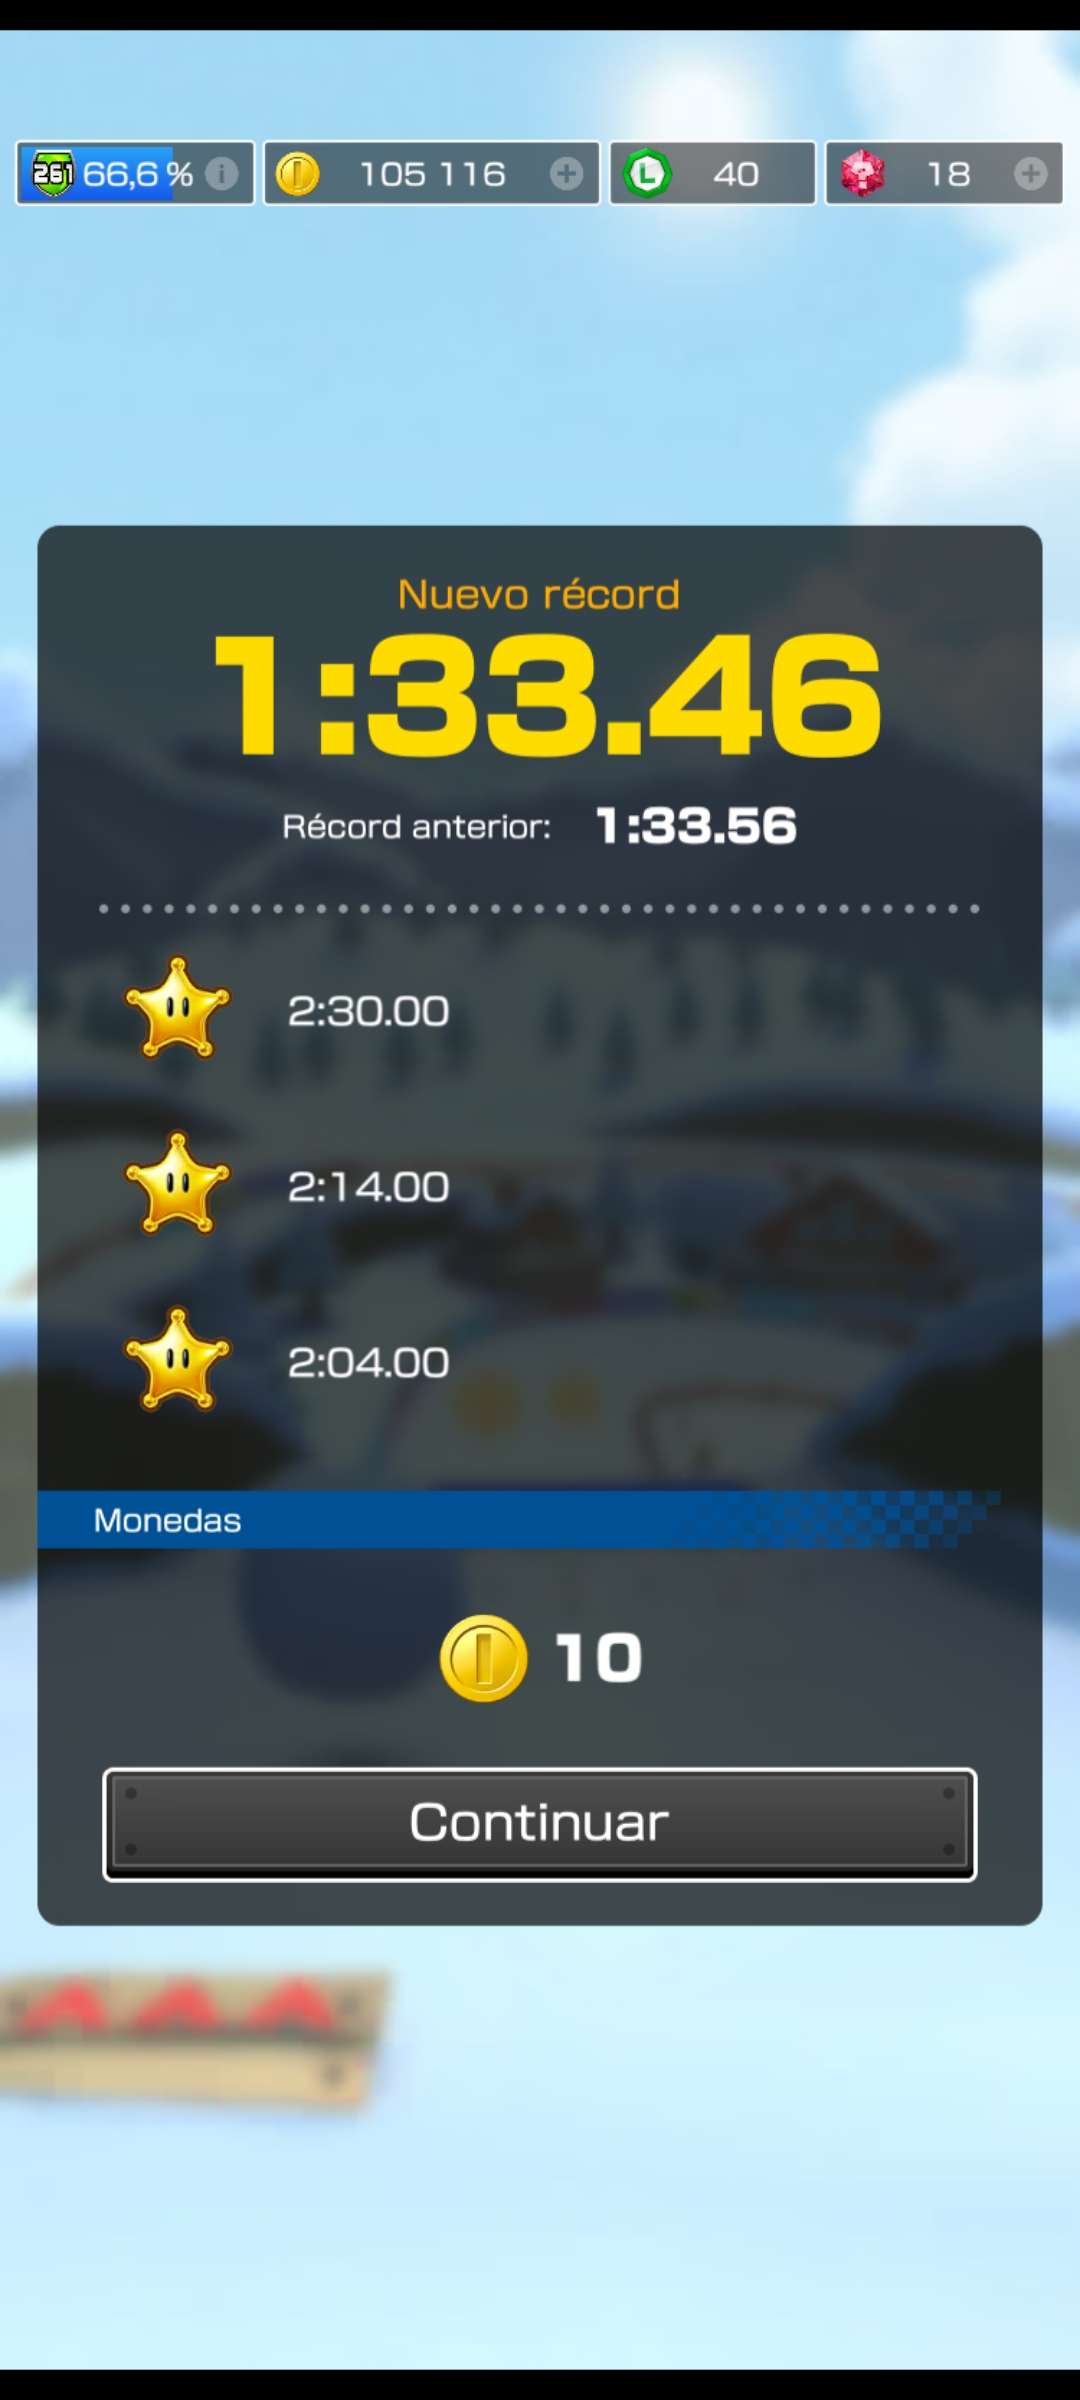 261 66,6 % i 105 116 + L 40 18 +
Nuevo récord
1:33.46
Récord anterior: 1:33.56
2:30.00
2:14.00
2:04.00
Monedas
10
Continuar